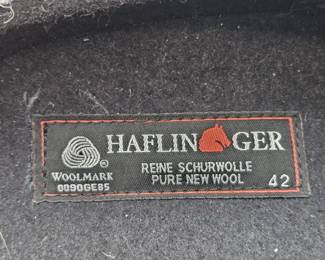 HAFLINGER
WOOLMARK
0090GE85
REINE SCHURWOLLE
PURE NEW WOOL
42